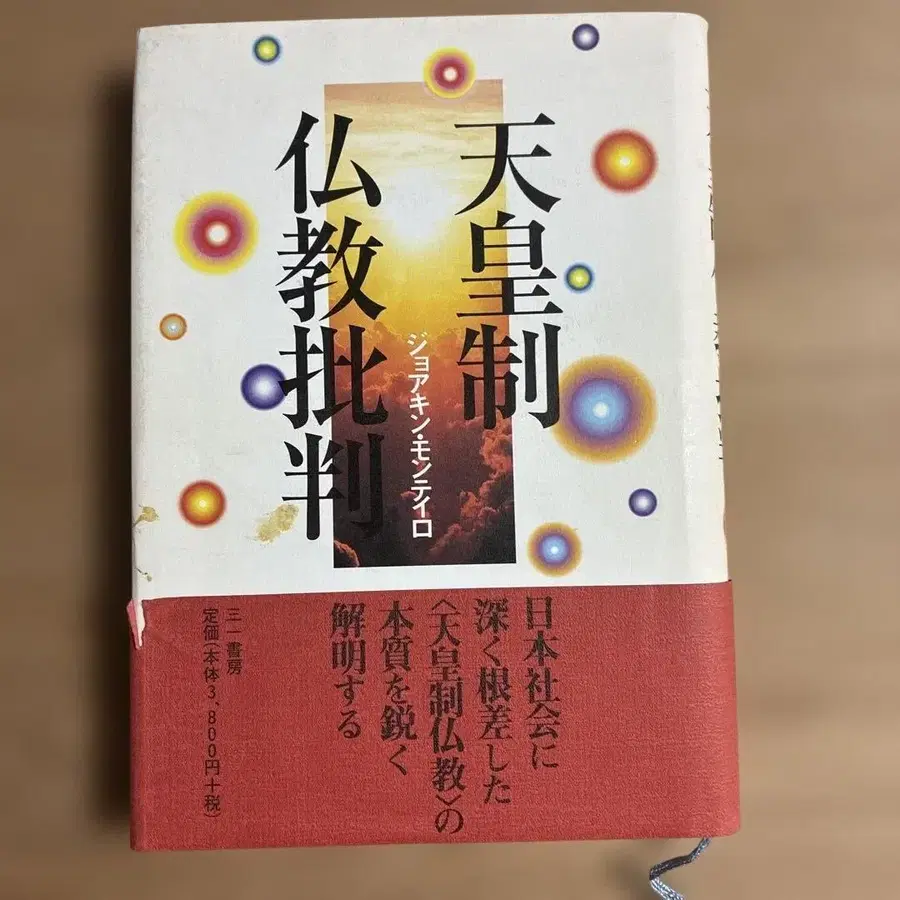 天皇制
仏教批判
ジョアキン・モンテイロ
日本社会に
深く根差した
〈天皇制仏教〉の
本質を鋭く
解明する
三一書房
定価(本体3、800円十税)